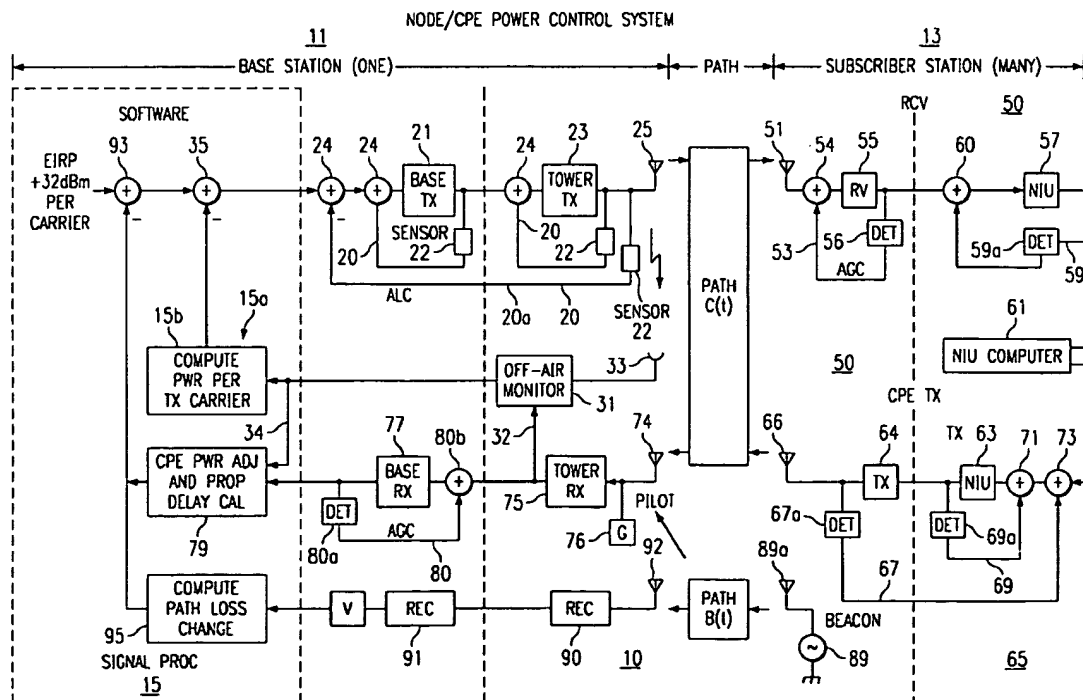 NODE/CPE POWER CONTROL SYSTEM
11
13
BASE STATION (ONE)
PATH
SUBSCRIBER STATION (MANY)
SOFTWARE
RCV
50
93
35
24
24
21
24
23
25
51
54
55
60
57
EIRP
+32dBm
PER
CARRIER
+
+
+
+
BASE
TX
+
TOWER
TX
+
RV
+
NIU
-
-
-
20
SENSOR
22
20
22
PATH
C(t)
53
56
DET
59a
DET
59
AGC
ALC
20a
20
SENSOR
22
15b
15a
61
COMPUTE
PWR PER
TX CARRIER
OFF-AIR
MONITOR
33
31
50
NIU COMPUTER
34
32
CPE TX
77
80b
74
66
64
TX
63
71
73
CPE PWR ADJ
AND PROP
DELAY CAL
BASE
RX
+
TOWER
RX
75
TX
NIU
+
+
79
DET
80a
AGC
80
PILOT
76
G
67a
DET
DET
69a
69
92
89a
67
COMPUTE
PATH LOSS
CHANGE
V
REC
REC
PATH
B(t)
BEACON
~
89
95
91
90
10
65
SIGNAL PROC
15